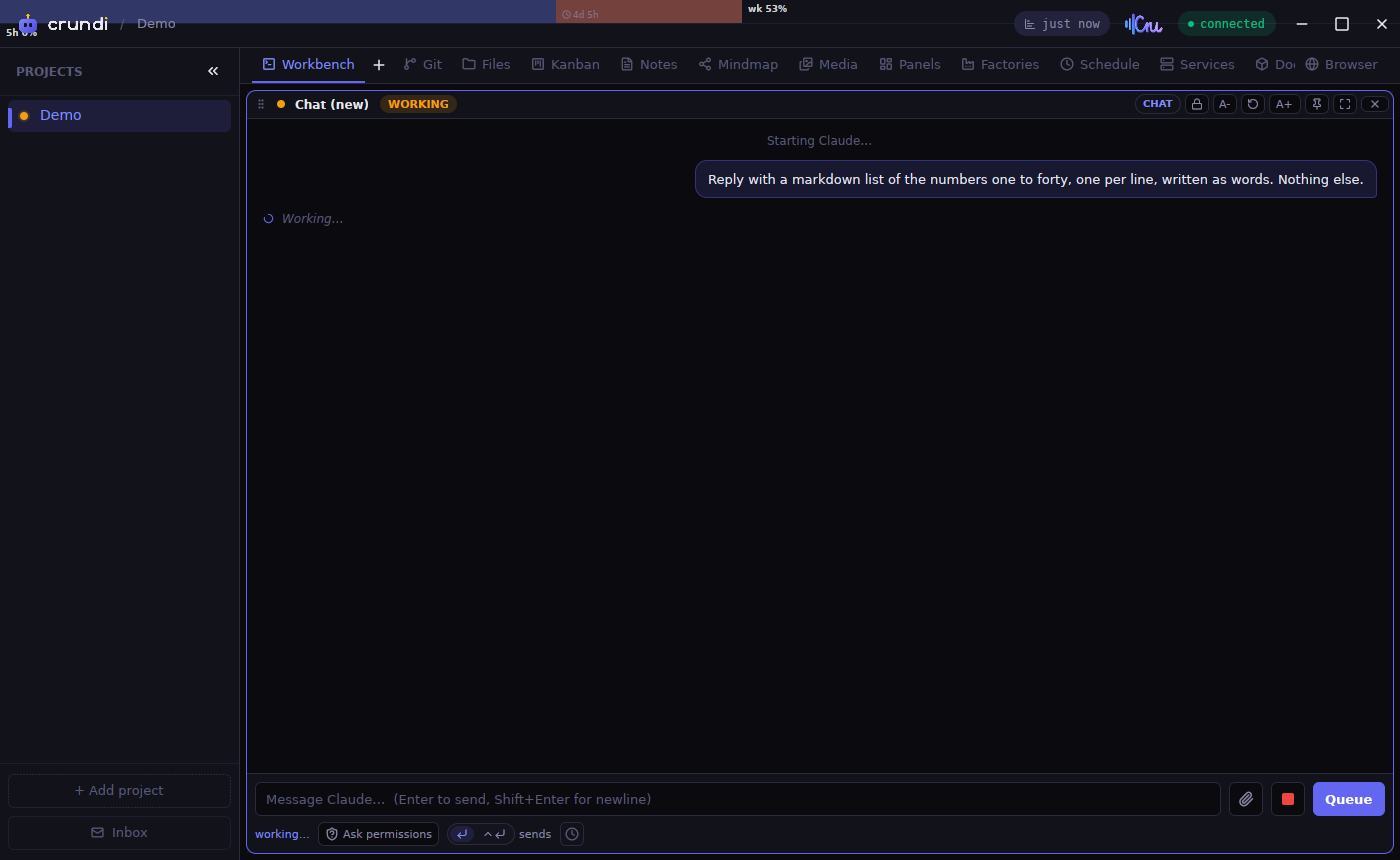 4d 5h
wk 53%
crundi / Demo
5h
just now
Cru
connected
PROJECTS
Workbench
Git
Files
Kanban
Notes
Mindmap
Media
Panels
Factories
Schedule
Services
Doc
Browser
Demo
Chat (new)
WORKING
CHAT
A-
A+
Starting Claude...
Reply with a markdown list of the numbers one to forty, one per line, written as words. Nothing else.
Working...
+ Add project
Inbox
Message Claude... (Enter to send, Shift+Enter for newline)
Queue
working...
Ask permissions
sends